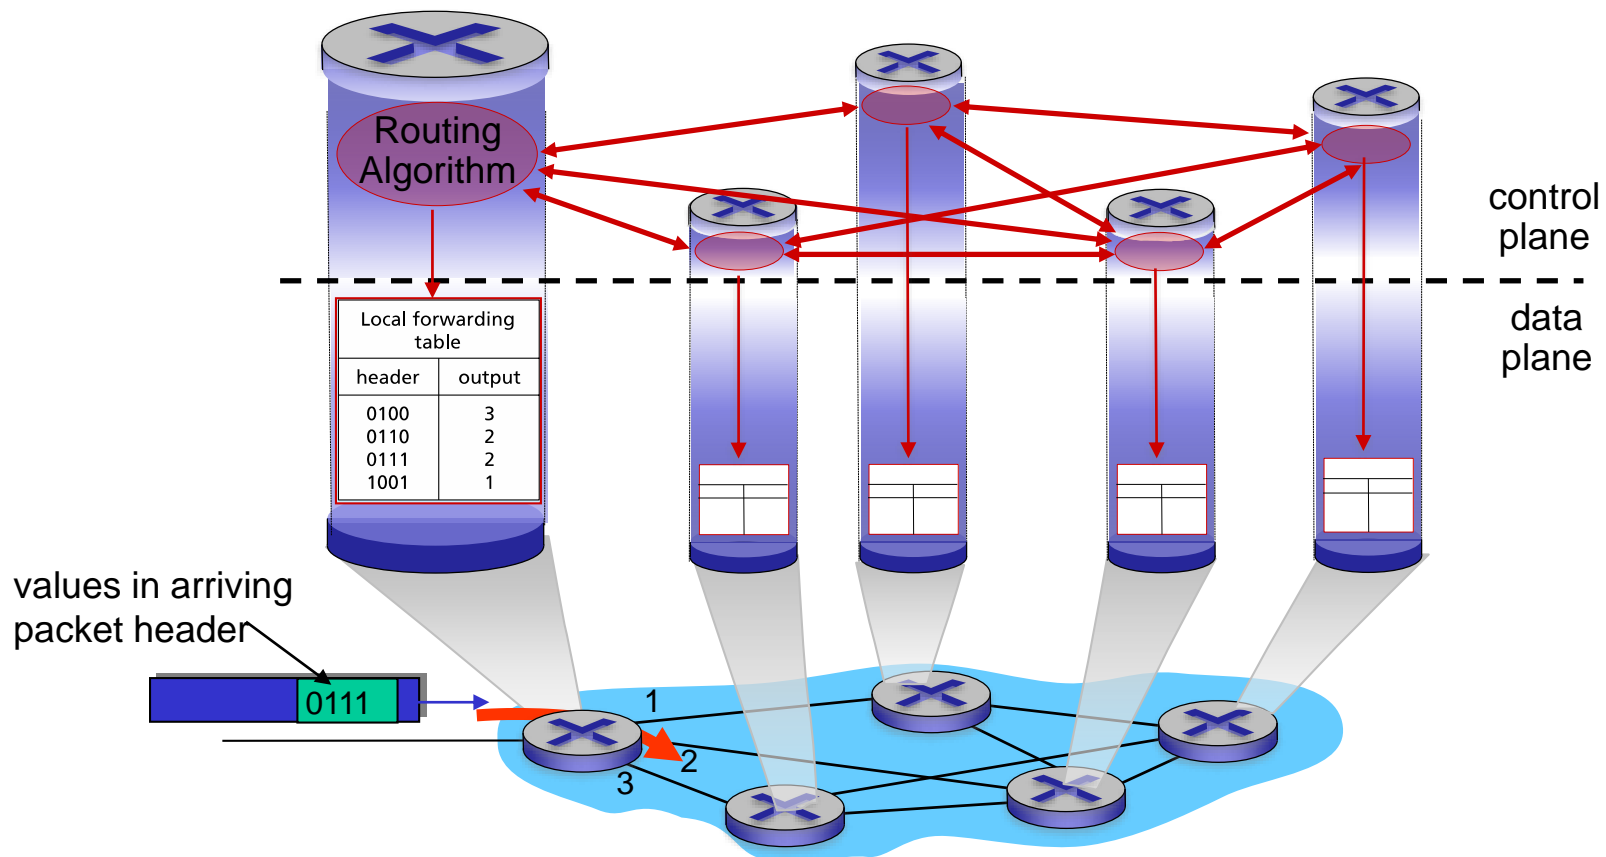 Routing
Algorithm
control
plane
data
plane
Local forwarding
table
header output
0100 3
0110 2
0111 2
1001 1
values in arriving
packet header
0111
1
2
3